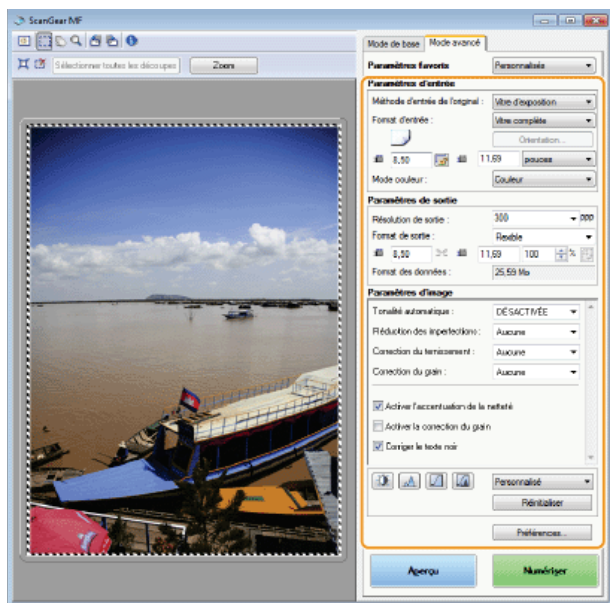 ScanGear MF
Mode de base Mode avancé
Sélectionner toutes les découpes Zoom
Paramètres favoris Personnalisés
Paramètres d'entrée
Méthode d'entrée de l'original : Vitre d'exposition
Format d'entrée : Vitre complète
Orientation...
8,50 11,69 pouces
Mode couleur : Couleur
Paramètres de sortie
Résolution de sortie : 300 ppp
Format de sortie : Flexible
8,50 11,69 100 %
Format des données : 25,59 Mo
Paramètres d'image
Tonalité automatique : DÉSACTIVÉE
Réduction des imperfections : Aucune
Correction du ternissement : Aucune
Correction du grain : Aucune
Activer l'accentuation de la netteté
Activer la correction du grain
Corriger le texte noir
Personnalisé
Réinitialiser
Préférences...
Aperçu Numériser